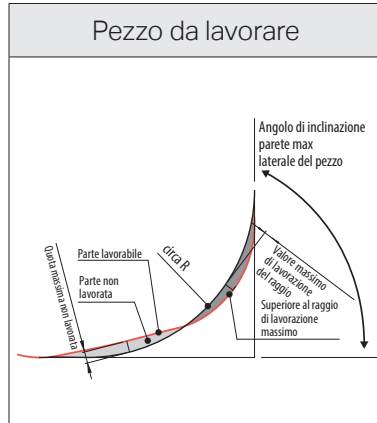 Pezzo da lavorare
Angolo di inclinazione
parete max
laterale del pezzo
Quota massima non lavorata
Parte lavorabile
Parte non
lavorata
circa R
Valore massimo
di lavorazione
del raggio
Superiore al raggio
di lavorazione
massimo